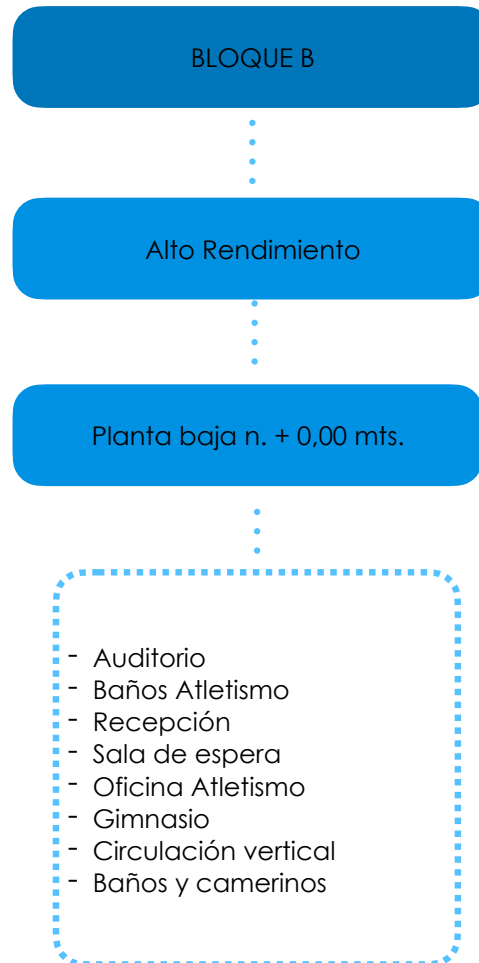 BLOQUE B
Alto Rendimiento
Planta baja n. + 0,00 mts.
- Auditorio
- Baños Atletismo
- Recepción
- Sala de espera
- Oficina Atletismo
- Gimnasio
- Circulación vertical
- Baños y camerinos